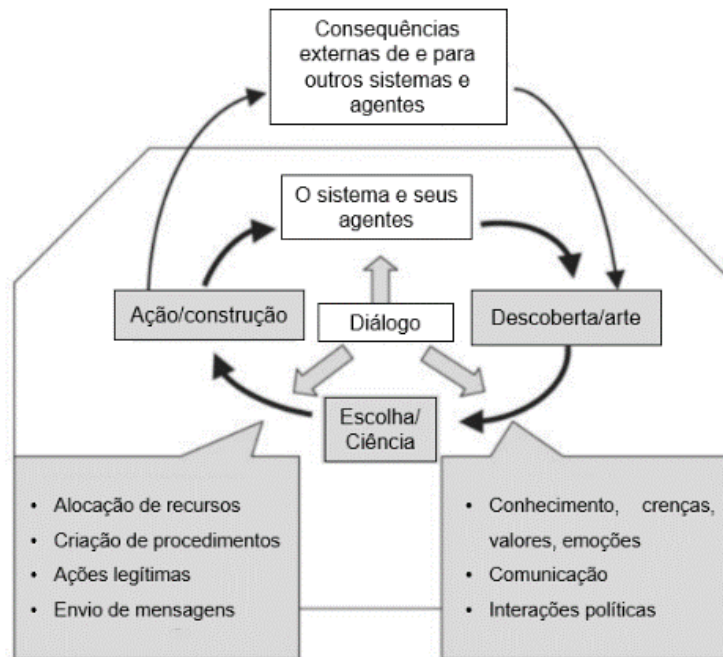 Consequências
externas de e para
outros sistemas e
agentes
O sistema e seus
agentes
Ação/construção
Diálogo
Descoberta/arte
Escolha/
Ciência
• Alocação de recursos
• Criação de procedimentos
• Ações legítimas
• Envio de mensagens
• Conhecimento, crenças,
valores, emoções
• Comunicação
• Interações políticas